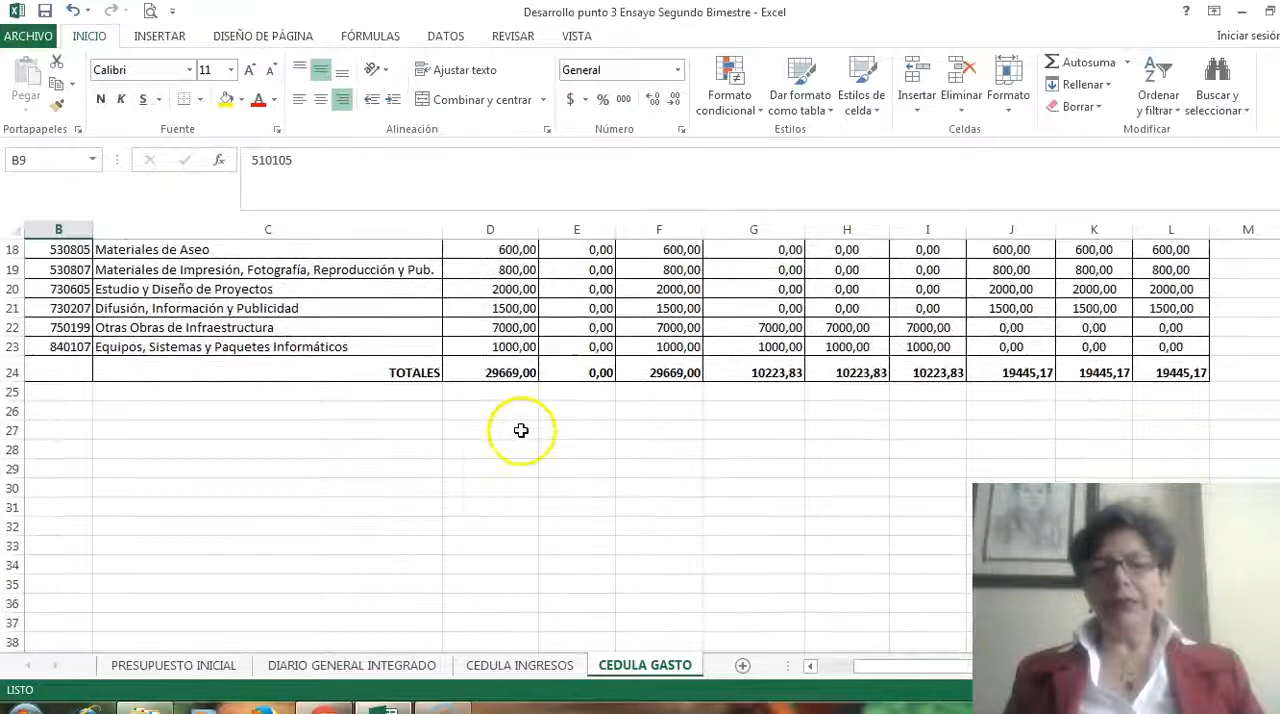 Desarrollo punto 3 Ensayo Segundo Bimestre - Excel
ARCHIVO INICIO INSERTAR DISEÑO DE PÁGINA FÓRMULAS DATOS REVISAR VISTA Iniciar sesión
Calibri 11 Ajustar texto General Autosuma
Rellenar
Pegar Formato condicional Dar formato como tabla Estilos de celda Insertar Eliminar Formato Ordenar y filtrar Buscar y seleccionar
N K S A Combinar y centrar $ % 000 Borrar
Portapapeles Fuente Alineación Número Estilos Celdas Modificar
B9 fx 510105
B C D E F G H I J K L M
18 530805 Materiales de Aseo 600,00 0,00 600,00 0,00 0,00 0,00 600,00 600,00 600,00
19 530807 Materiales de Impresión, Fotografía, Reproducción y Pub. 800,00 0,00 800,00 0,00 0,00 0,00 800,00 800,00 800,00
20 730605 Estudio y Diseño de Proyectos 2000,00 0,00 2000,00 0,00 0,00 0,00 2000,00 2000,00 2000,00
21 730207 Difusión, Información y Publicidad 1500,00 0,00 1500,00 0,00 0,00 0,00 1500,00 1500,00 1500,00
22 750199 Otras Obras de Infraestructura 7000,00 0,00 7000,00 7000,00 7000,00 7000,00 0,00 0,00 0,00
23 840107 Equipos, Sistemas y Paquetes Informáticos 1000,00 0,00 1000,00 1000,00 1000,00 1000,00 0,00 0,00 0,00
24 TOTALES 29669,00 0,00 29669,00 10223,83 10223,83 10223,83 19445,17 19445,17 19445,17
25
26
27
28
29
30
31
32
33
34
35
36
37
38
PRESUPUESTO INICIAL DIARIO GENERAL INTEGRADO CEDULA INGRESOS CEDULA GASTO
LISTO